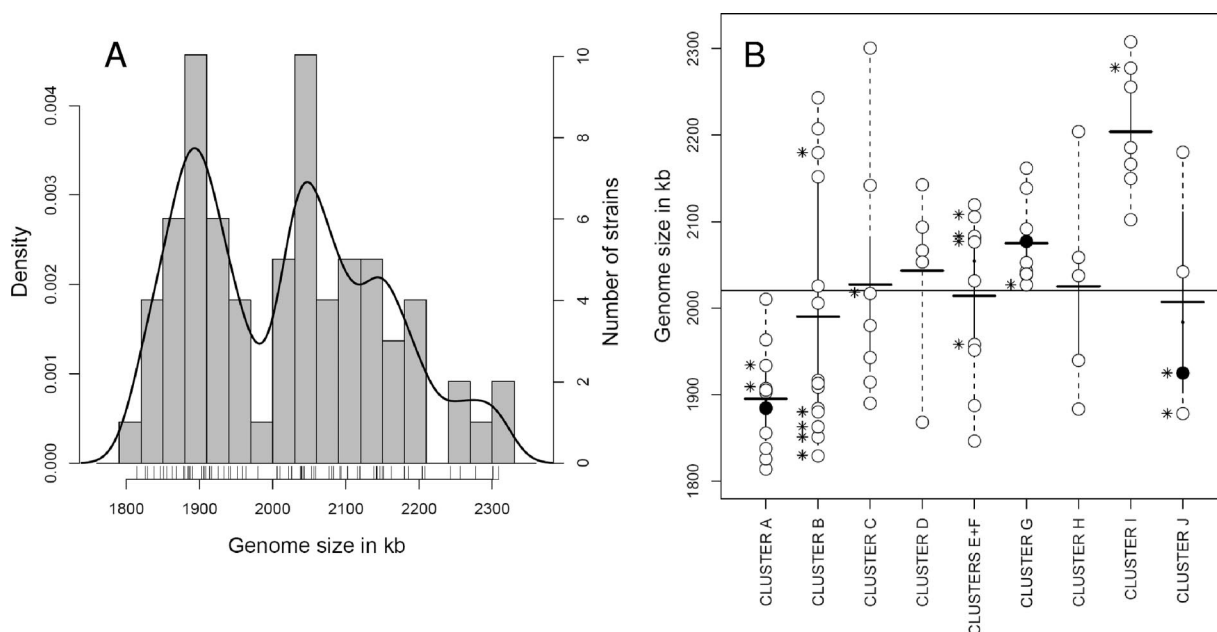 A
Density
0.000
0.001
0.002
0.003
0.004
0
2
4
6
8
10
Number of strains
1800 1900 2000 2100 2200 2300
Genome size in kb
B
Genome size in kb
1800
1900
2000
2100
2200
2300
CLUSTER A
CLUSTER B
CLUSTER C
CLUSTER D
CLUSTERS E+F
CLUSTER G
CLUSTER H
CLUSTER I
CLUSTER J